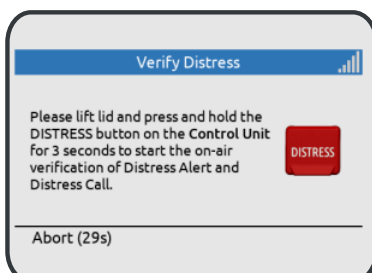 Verify Distress
Please lift lid and press and hold the
DISTRESS button on the Control Unit
for 3 seconds to start the on-air
verification of Distress Alert and
Distress Call.
DISTRESS
Abort (29s)